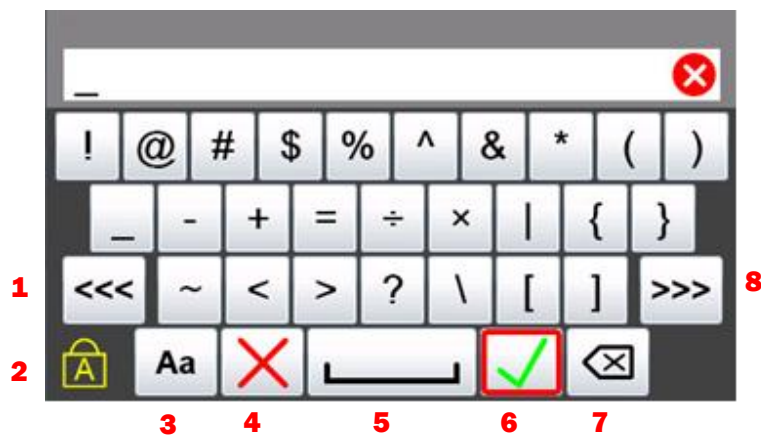 _
! @ # $ % ^ & * ( )
_ - + = ÷ × | { }
1 <<< ~ < > ? \ [ ] >>> 8
2 A Aa
3 4 5 6 7